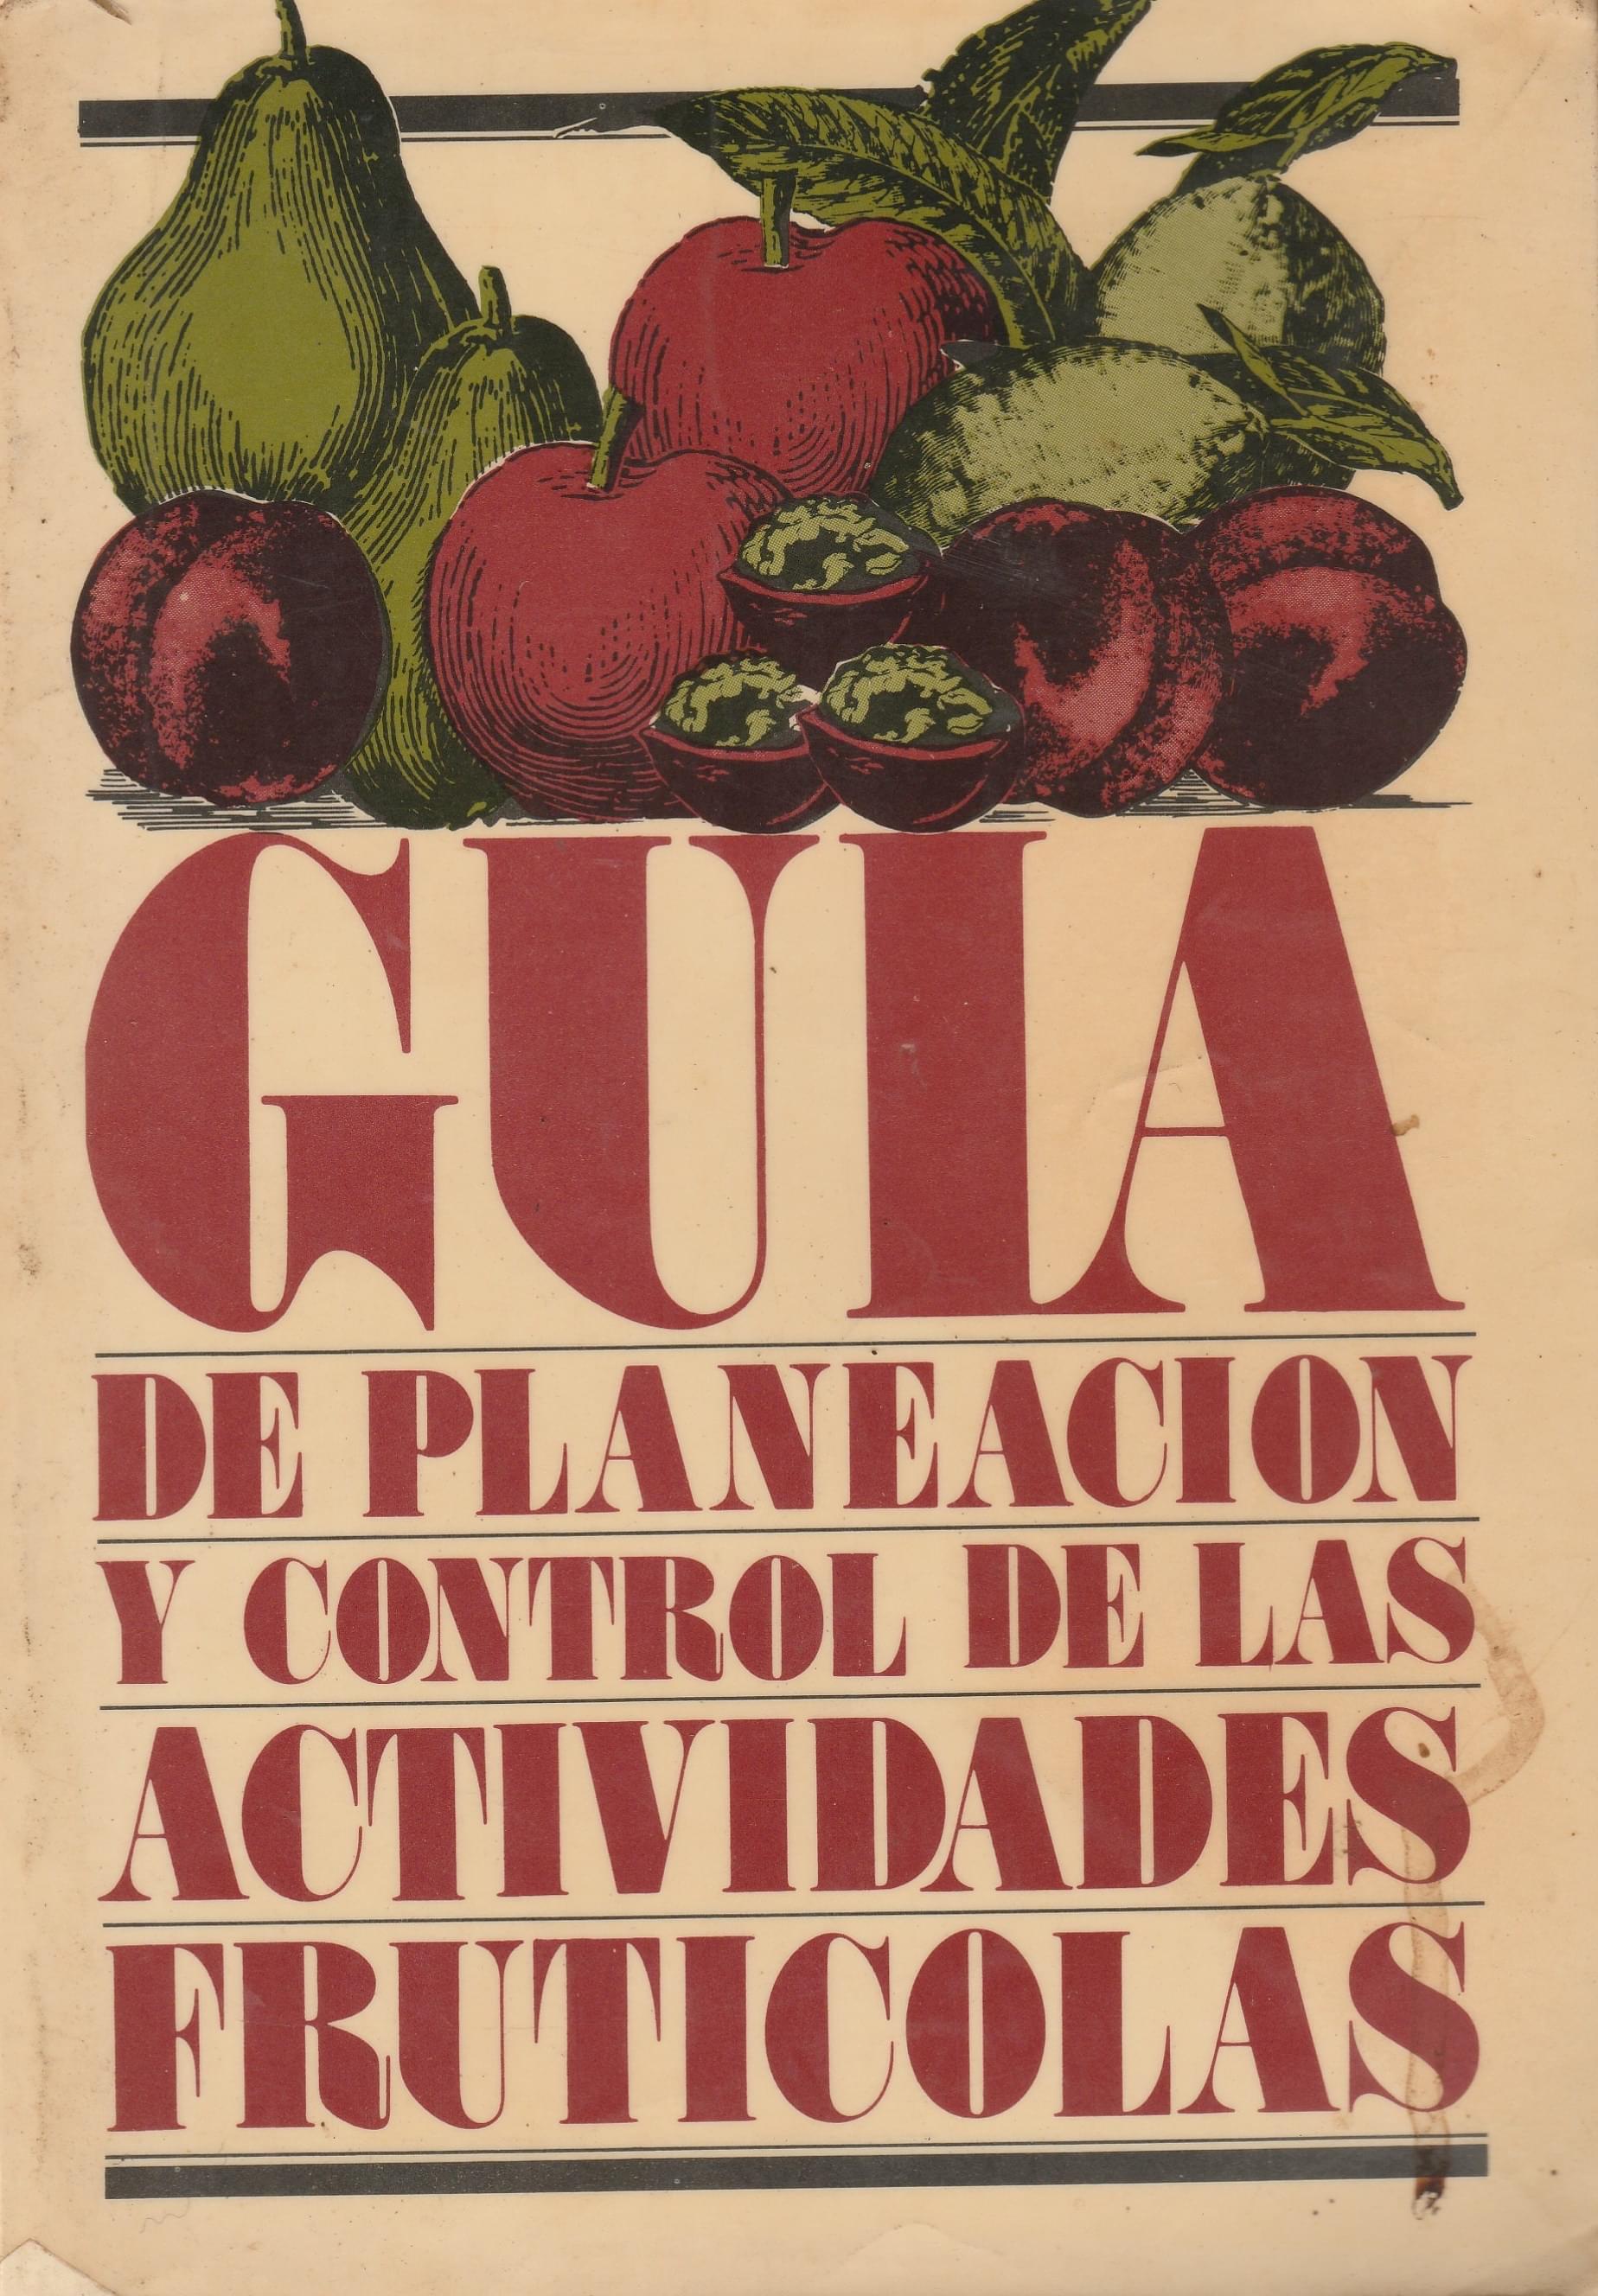 GUIA
DE PLANEACION
Y CONTROL DE LAS
ACTIVIDADES
FRUTICOLAS